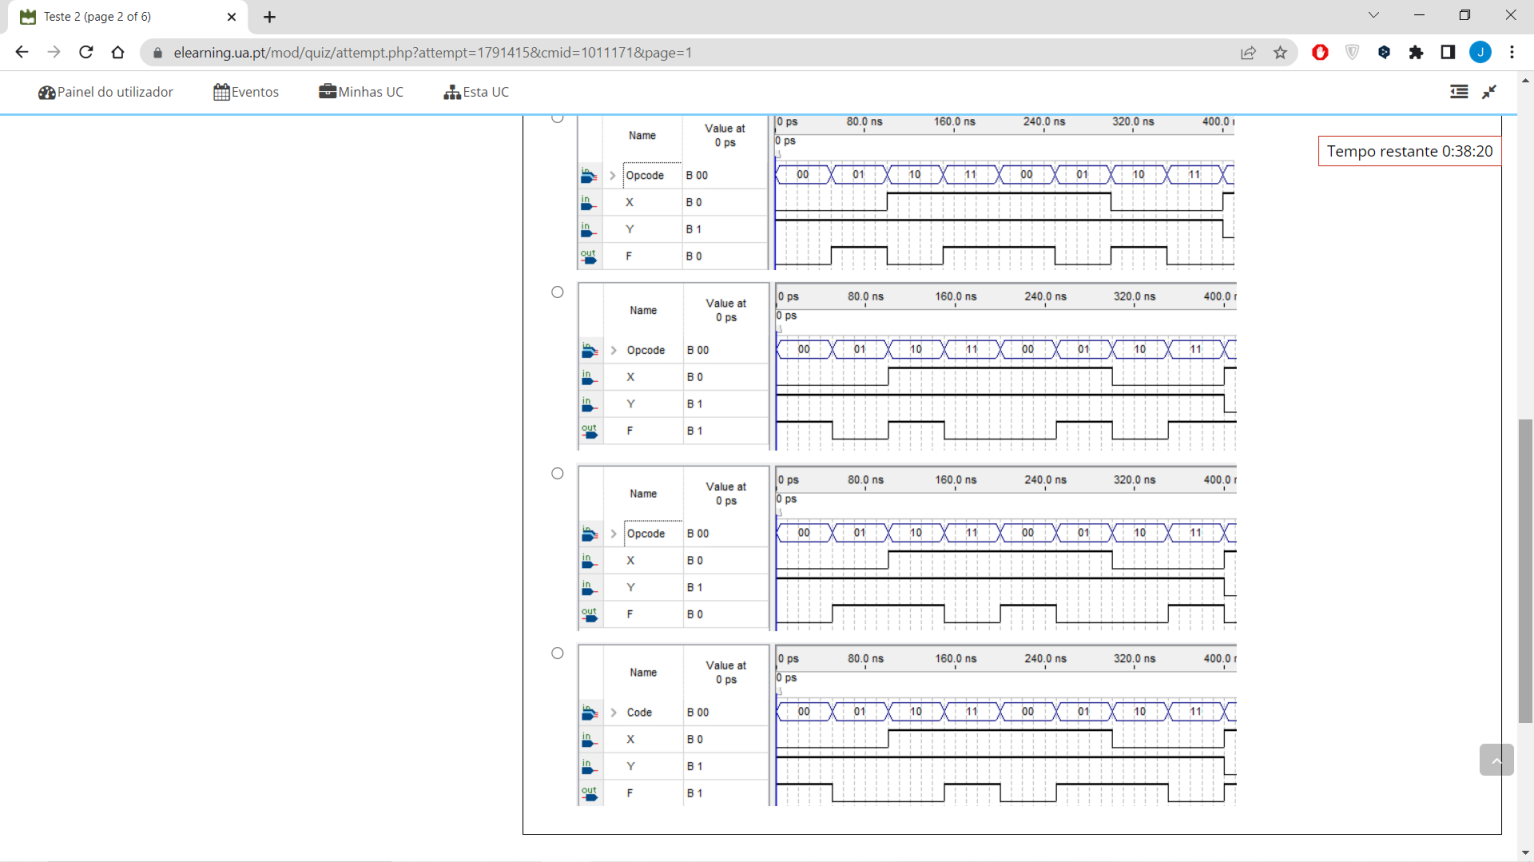 Teste 2 (page 2 of 6)
elearning.ua.pt/mod/quiz/attempt.php?attempt=1791415&cmid=1011171&page=1
J
Painel do utilizador Eventos Minhas UC Esta UC
Tempo restante 0:38:20
Name Value at 0 ps 0 ps 80.0 ns 160.0 ns 240.0 ns 320.0 ns 400.0
0 ps
in > Opcode B 00 00 01 10 11 00 01 10 11
in X B 0
in Y B 1
out F B 0
Name Value at 0 ps 0 ps 80.0 ns 160.0 ns 240.0 ns 320.0 ns 400.0
0 ps
in > Opcode B 00 00 01 10 11 00 01 10 11
in X B 0
in Y B 1
out F B 1
Name Value at 0 ps 0 ps 80.0 ns 160.0 ns 240.0 ns 320.0 ns 400.0
0 ps
in > Opcode B 00 00 01 10 11 00 01 10 11
in X B 0
in Y B 1
out F B 0
Name Value at 0 ps 0 ps 80.0 ns 160.0 ns 240.0 ns 320.0 ns 400.0
0 ps
in > Code B 00 00 01 10 11 00 01 10 11
in X B 0
in Y B 1
out F B 1